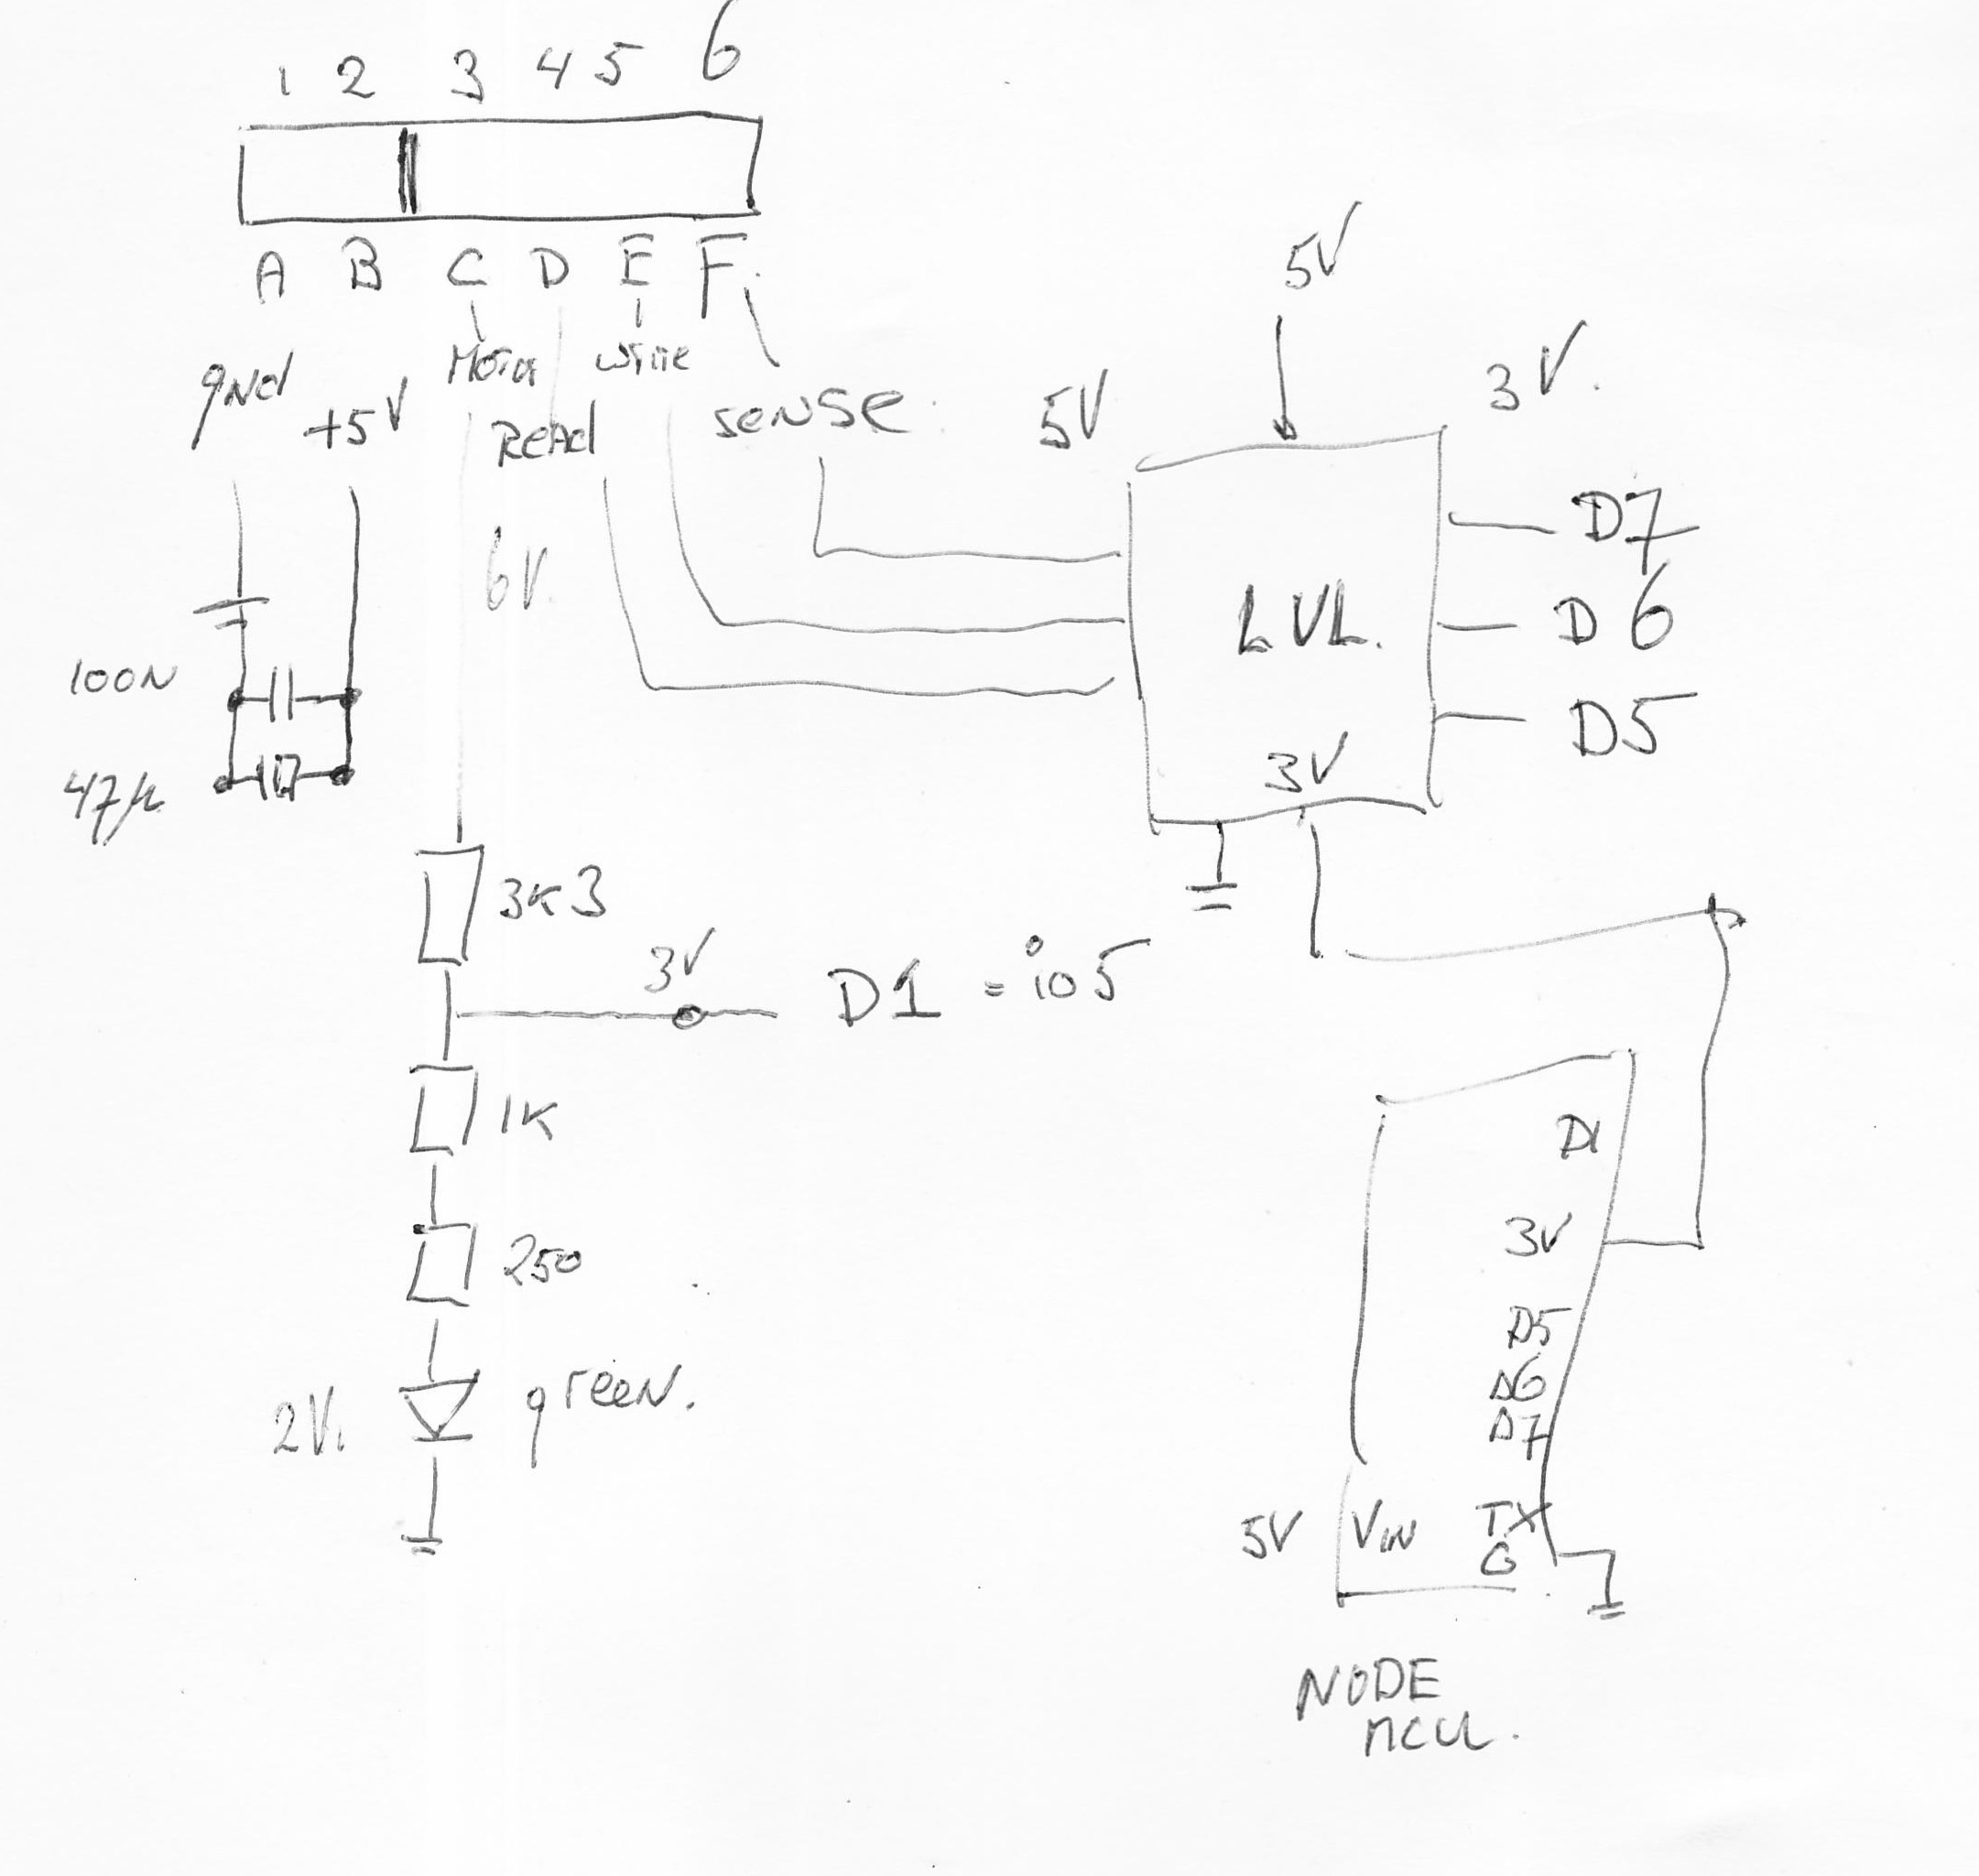 1 2 3 4 5 6
A B C D E F
gnd +5V Motor Read write sense
6V
100N
47µ
3K3
3V D1 = io5
1K
250
2V green.
5V
5V 3V.
LVL.
D7
D6
D5
3V
D1
3V
D5
D6
D7
5V VIN TX
G
NODE
MCU.